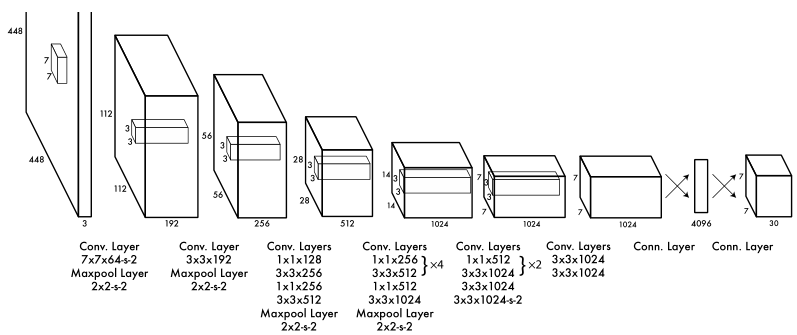 448
7
7
448
3
112
3
3
112
192
56
3
3
56
256
28
3
3
28
512
14
3
3
14
1024
7
3
3
7
1024
7
7
1024
4096
7
7
30
Conv. Layer
7x7x64-s-2
Maxpool Layer
2x2-s-2
Conv. Layer
3x3x192
Maxpool Layer
2x2-s-2
Conv. Layers
1x1x128
3x3x256
1x1x256
3x3x512
Maxpool Layer
2x2-s-2
Conv. Layers
1x1x256
3x3x512
×4
1x1x512
3x3x1024
Maxpool Layer
2x2-s-2
Conv. Layers
1x1x512
3x3x1024
×2
3x3x1024
3x3x1024-s-2
Conv. Layers
3x3x1024
3x3x1024
Conn. Layer
Conn. Layer